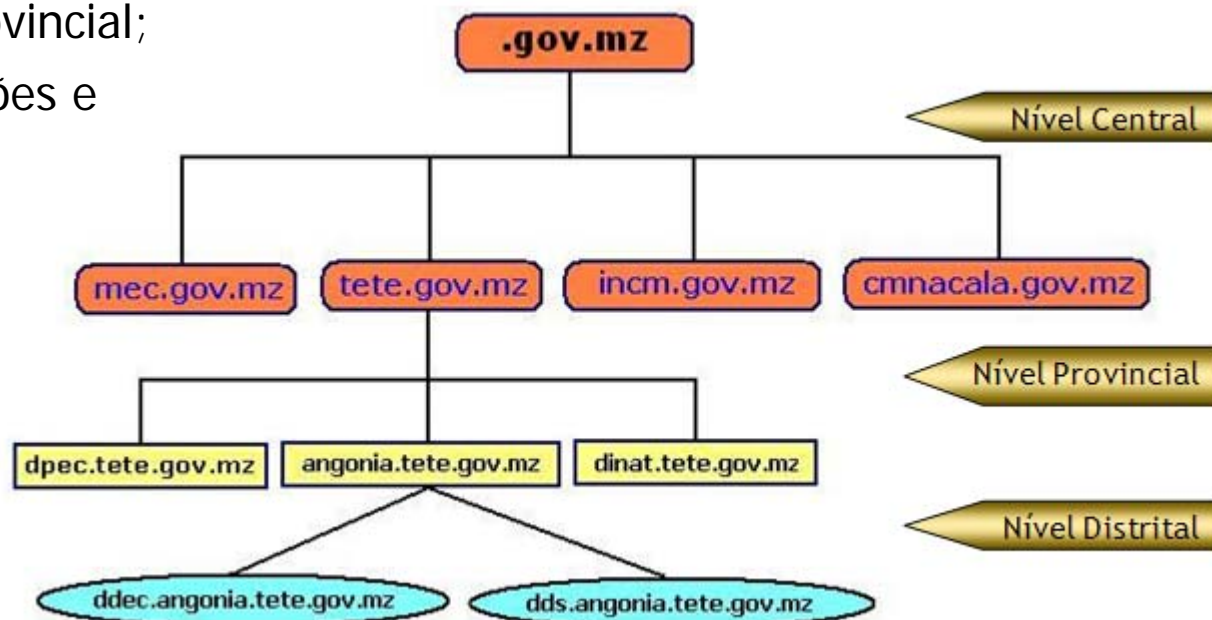 ovincial;
.gov.mz
ões e
Nível Central
mec.gov.mz tete.gov.mz incm.gov.mz cmnacala.gov.mz
Nível Provincial
dpec.tete.gov.mz angonia.tete.gov.mz dinat.tete.gov.mz
Nível Distrital
ddec.angonia.tete.gov.mz dds.angonia.tete.gov.mz